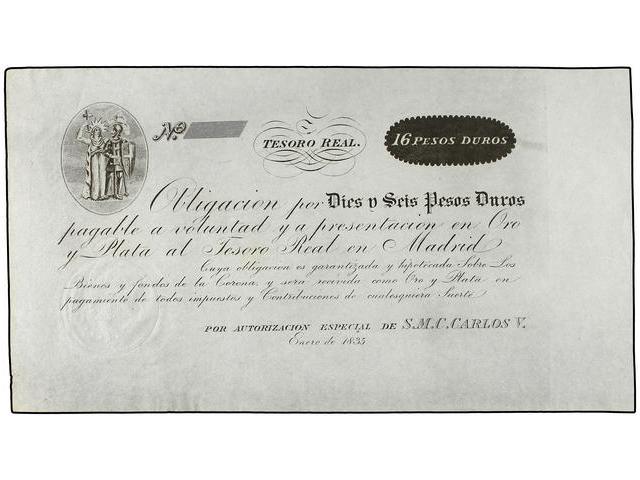 N.o
TESORO REAL.
16 PESOS DUROS
Obligacion por Dies y Seis Pesos Duros
pagable a voluntad y a presentacion en Oro
y Plata al Tesoro Real en Madrid
Cuya obligacion es garantizada y hipotecada Sobre Los
Bienes y fondos de la Corona, y sera recivida como Oro y Plata en
pagamiento de todos impuestos y Contribuciones de cualesquiera Suerte
POR AUTORIZACION ESPECIAL DE S.M.C. CARLOS V.
Enero de 1835